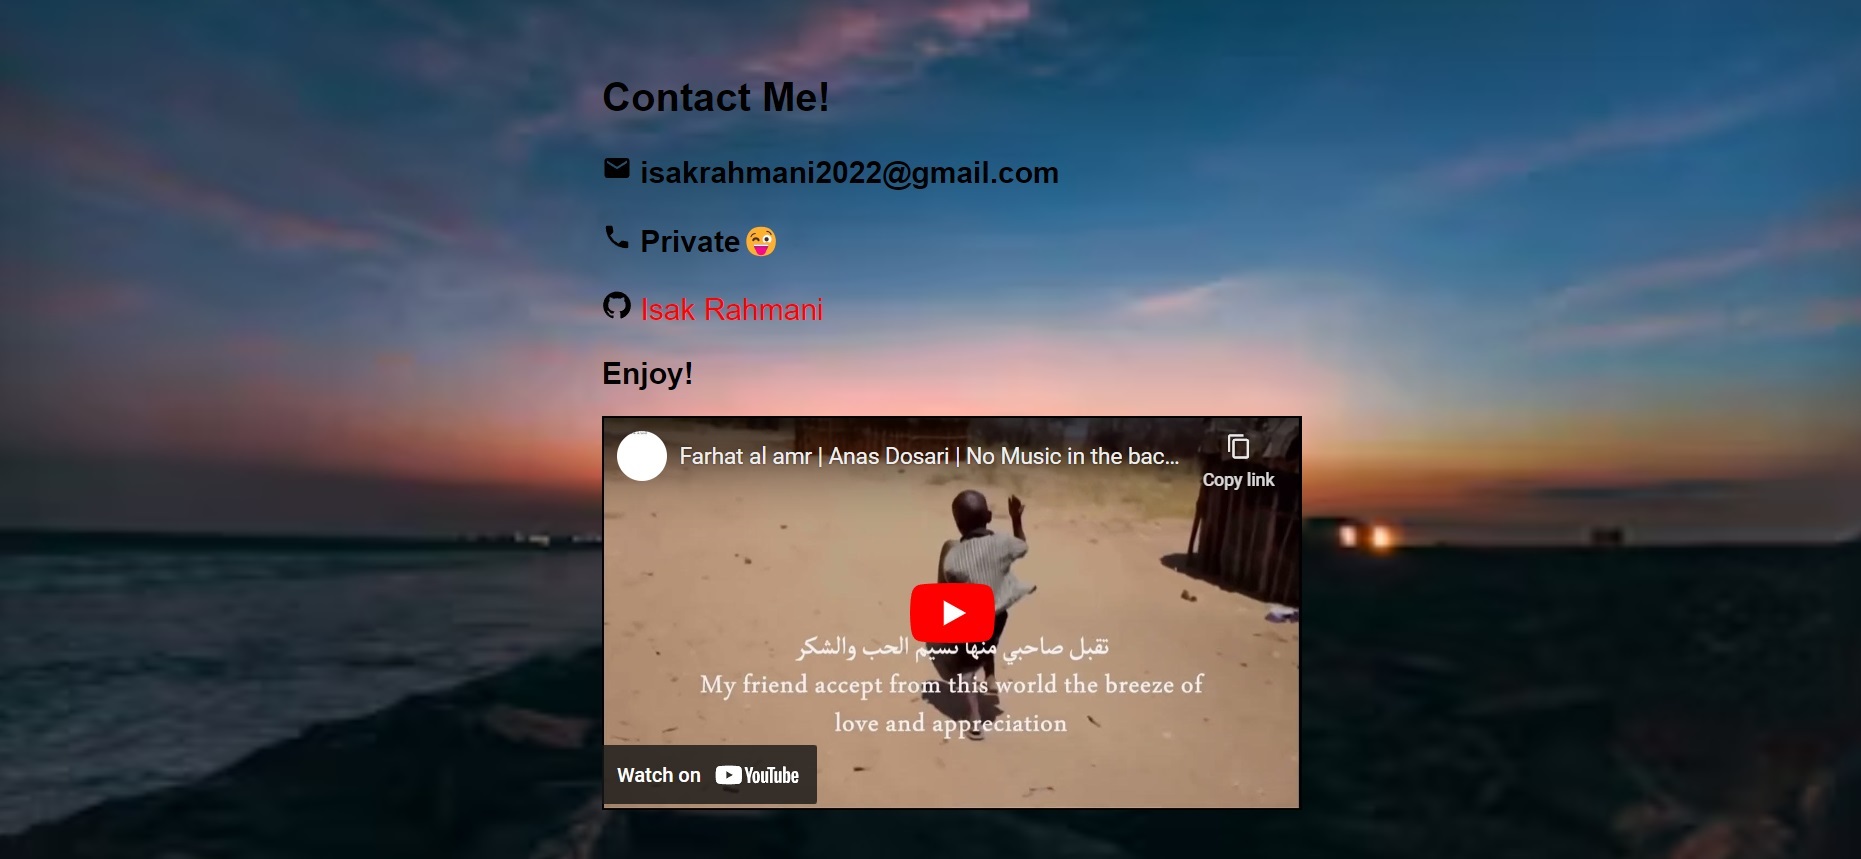 Contact Me!
isakrahmani2022@gmail.com
Private😜
Isak Rahmani
Enjoy!
Farhat al amr | Anas Dosari | No Music in the bac...
Copy link
تقبل صاحبي منها نسيم الحب والشكر
My friend accept from this world the breeze of
love and appreciation
Watch on YouTube